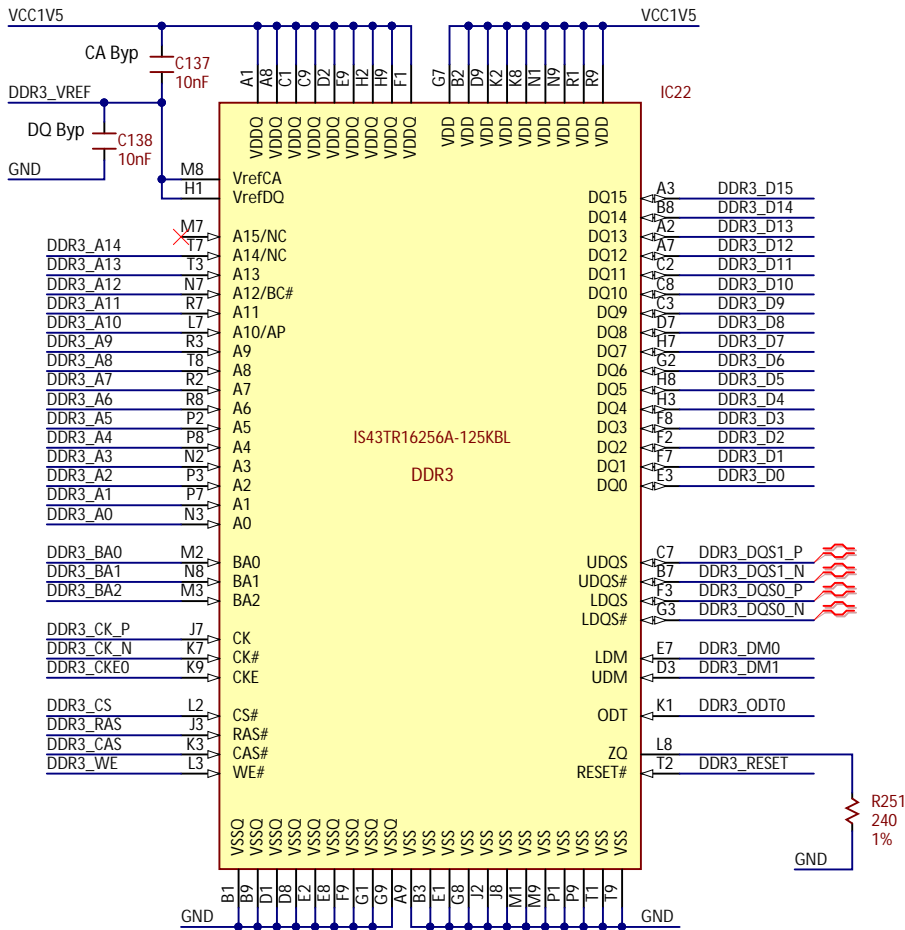 VCC1V5 VCC1V5
CA Byp C137
10nF
DDR3_VREF
DQ Byp C138
10nF
GND
A1 A8 C1 C9 D2 E9 H2 H9 F1 G7 B2 D9 K2 K8 N1 N9 R1 R9
IC22
VDDQ VDDQ VDDQ VDDQ VDDQ VDDQ VDDQ VDDQ VDDQ VDD VDD VDD VDD VDD VDD VDD VDD VDD
M8 VrefCA
H1 VrefDQ
DQ15 A3 DDR3_D15
DQ14 B8 DDR3_D14
M7 A15/NC DQ13 A2 DDR3_D13
DDR3_A14 T7 A14/NC DQ12 A7 DDR3_D12
DDR3_A13 T3 A13 DQ11 C2 DDR3_D11
DDR3_A12 N7 A12/BC# DQ10 C8 DDR3_D10
DDR3_A11 R7 A11 DQ9 C3 DDR3_D9
DDR3_A10 L7 A10/AP DQ8 D7 DDR3_D8
DDR3_A9 R3 A9 DQ7 H7 DDR3_D7
DDR3_A8 T8 A8 DQ6 G2 DDR3_D6
DDR3_A7 R2 A7 DQ5 H8 DDR3_D5
DDR3_A6 R8 A6 DQ4 H3 DDR3_D4
DDR3_A5 P2 A5 DQ3 F8 DDR3_D3
DDR3_A4 P8 A4 DQ2 F2 DDR3_D2
DDR3_A3 N2 A3 DQ1 F7 DDR3_D1
DDR3_A2 P3 A2 DQ0 E3 DDR3_D0
DDR3_A1 P7 A1
DDR3_A0 N3 A0
IS43TR16256A-125KBL
DDR3
DDR3_BA0 M2 BA0 UDQS C7 DDR3_DQS1_P
DDR3_BA1 N8 BA1 UDQS# B7 DDR3_DQS1_N
DDR3_BA2 M3 BA2 LDQS F3 DDR3_DQS0_P
LDQS# G3 DDR3_DQS0_N
DDR3_CK_P J7 CK
DDR3_CK_N K7 CK# LDM E7 DDR3_DM0
DDR3_CKE0 K9 CKE UDM D3 DDR3_DM1
DDR3_CS L2 CS# ODT K1 DDR3_ODT0
DDR3_RAS J3 RAS#
DDR3_CAS K3 CAS# ZQ L8
DDR3_WE L3 WE# RESET# T2 DDR3_RESET
R251
240
1%
GND
VSSQ VSSQ VSSQ VSSQ VSSQ VSSQ VSSQ VSSQ VSSQ VSS VSS VSS VSS VSS VSS VSS VSS VSS VSS VSS VSS
B1 B9 D1 D8 E2 E8 F9 G1 G9 A9 B3 E1 G8 J2 J8 M1 M9 P1 P9 T1 T9
GND GND